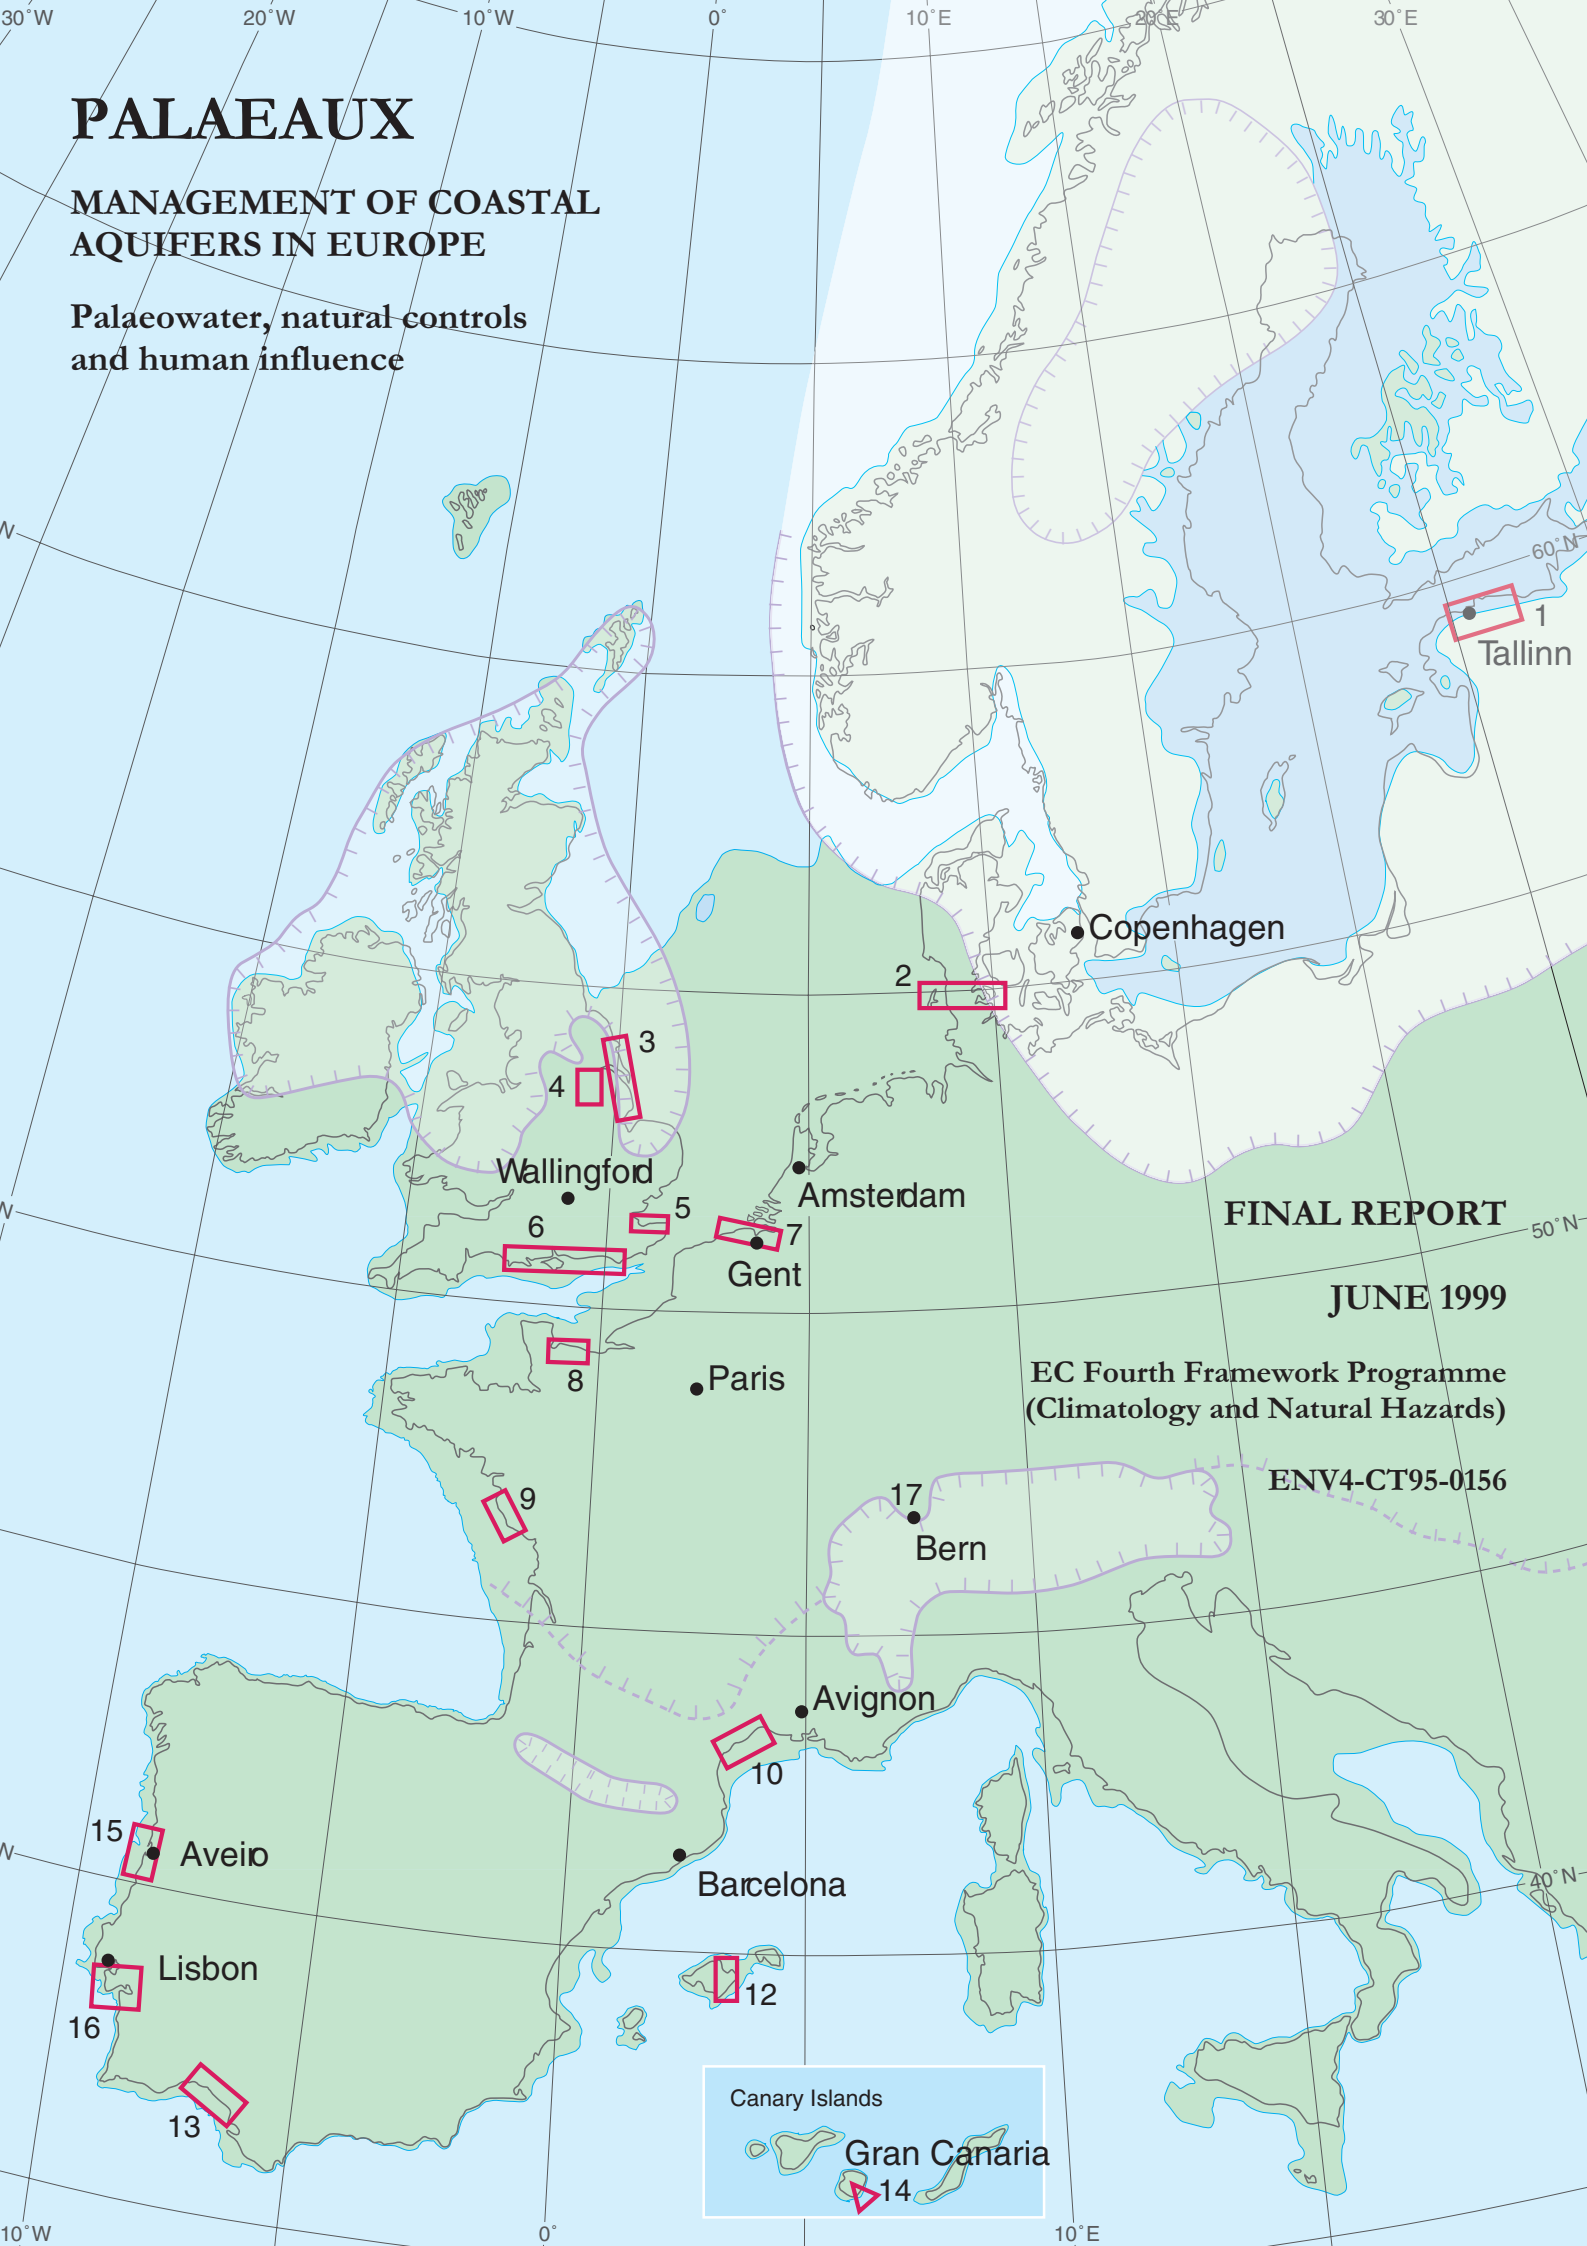 30°W 20°W 10°W 0° 10°E 20°E 30°E
PALAEAUX
MANAGEMENT OF COASTAL
AQUIFERS IN EUROPE
Palaeowater, natural controls
and human influence
N
60°N
1
Tallinn
Copenhagen
2
3
4
Wallingford
Amsterdam
5
N
6
7
Gent
FINAL REPORT
50°N
JUNE 1999
8
Paris
EC Fourth Framework Programme
(Climatology and Natural Hazards)
ENV4-CT95-0156
9
17
Bern
Avignon
10
15
N
Aveiro
Barcelona
40°N
Lisbon
12
16
13
Canary Islands
Gran Canaria
14
10°W 0° 10°E